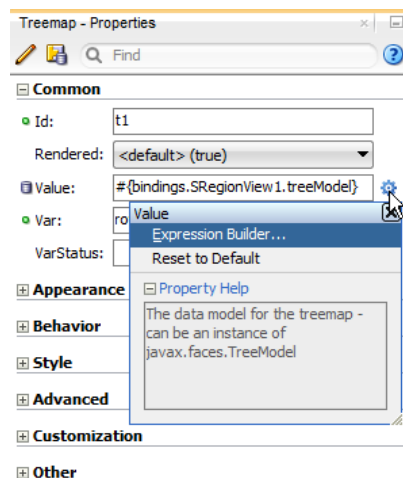 Treemap - Properties
Find
Common
Id: t1
Rendered: <default> (true)
Value: #{bindings.SRegionView1.treeModel}
Value
Var: ro
Expression Builder...
VarStatus:
Reset to Default
Property Help
The data model for the treemap -
can be an instance of
javax.faces.TreeModel
Appearance
Behavior
Style
Advanced
Customization
Other